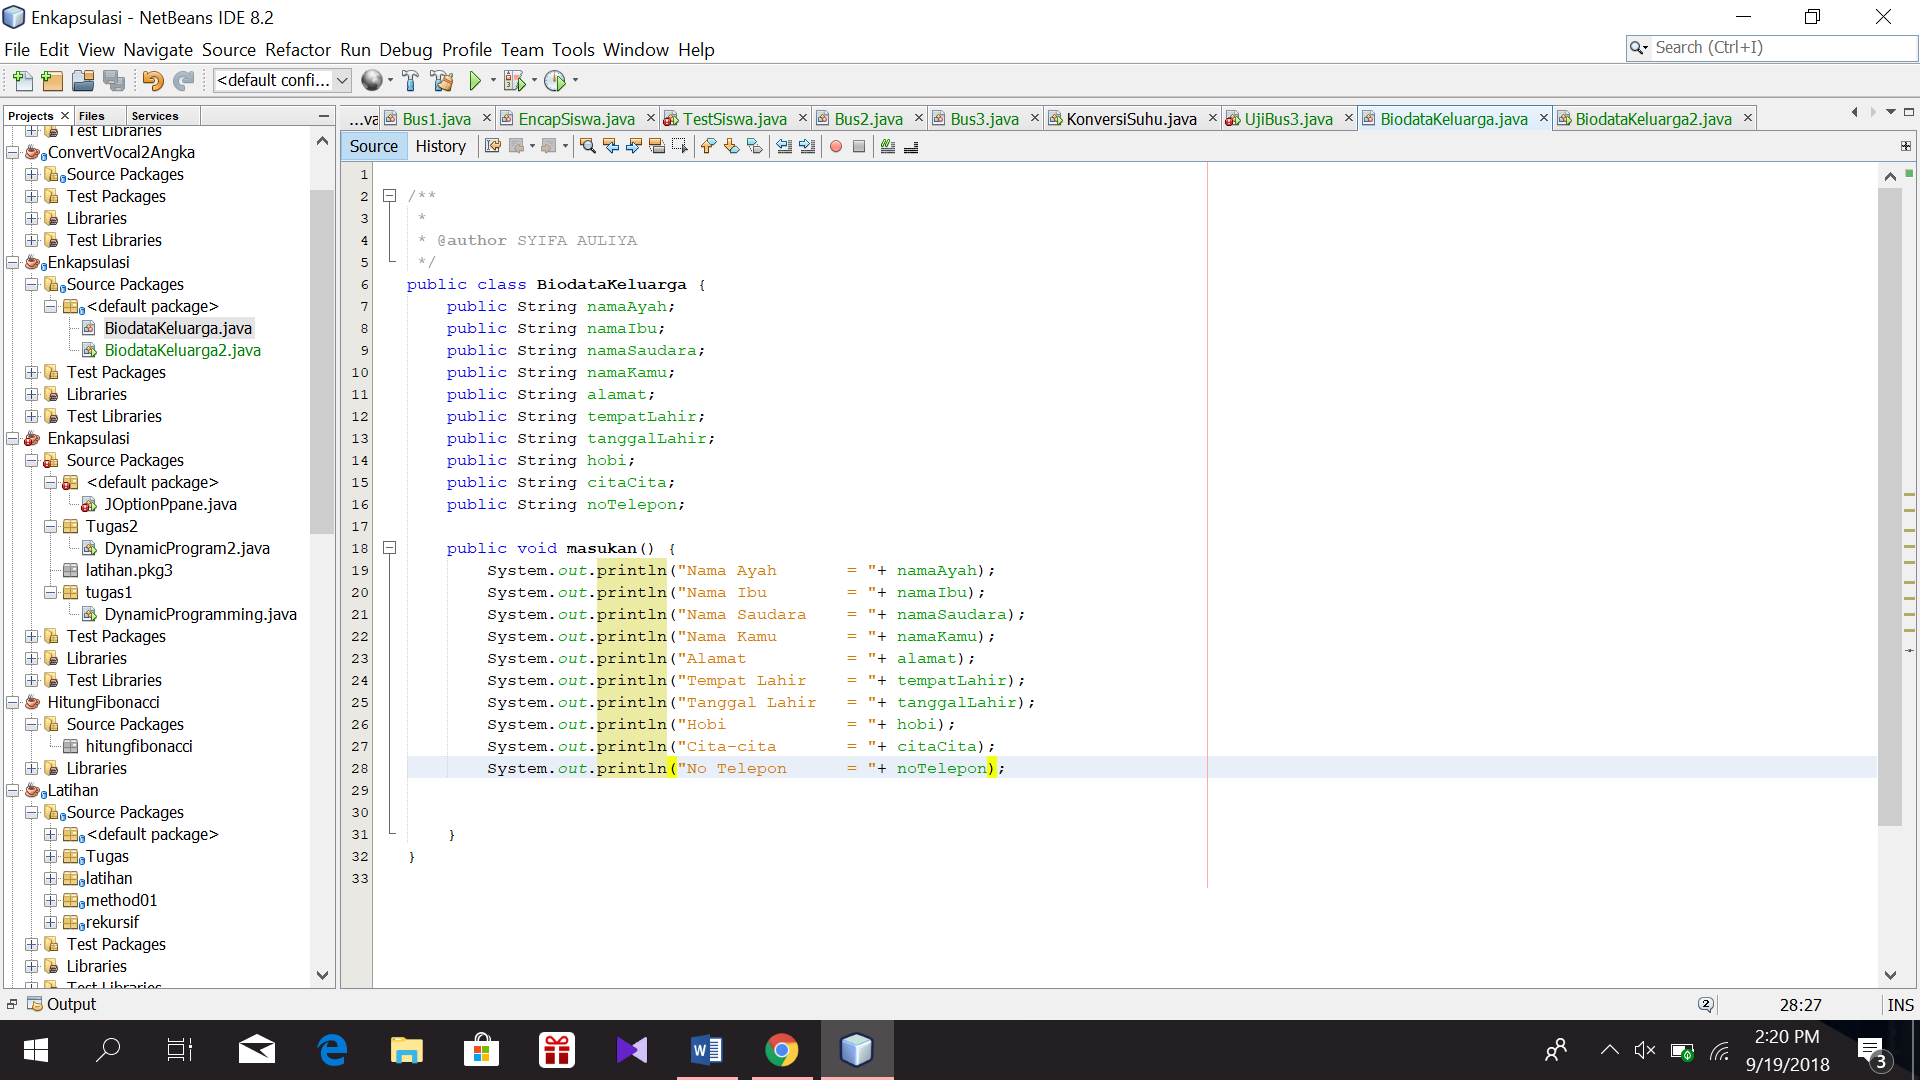 Enkapsulasi - NetBeans IDE 8.2
File Edit View Navigate Source Refactor Run Debug Profile Team Tools Window Help
Search (Ctrl+I)
<default confi...
Projects Files Services
...va Bus1.java EncapSiswa.java TestSiswa.java Bus2.java Bus3.java KonversiSuhu.java UjiBus3.java BiodataKeluarga.java BiodataKeluarga2.java
Source History
Test Libraries
ConvertVocal2Angka
Source Packages
Test Packages
Libraries
Test Libraries
Enkapsulasi
Source Packages
<default package>
BiodataKeluarga.java
BiodataKeluarga2.java
Test Packages
Libraries
Test Libraries
Enkapsulasi
Source Packages
<default package>
JOptionPpane.java
Tugas2
DynamicProgram2.java
latihan.pkg3
tugas1
DynamicProgramming.java
Test Packages
Libraries
Test Libraries
HitungFibonacci
Source Packages
hitungfibonacci
Libraries
Latihan
Source Packages
<default package>
Tugas
latihan
method01
rekursif
Test Packages
Libraries
Test Libraries
1
2 /**
3 *
4 * @author SYIFA AULIYA
5 */
6 public class BiodataKeluarga {
7 public String namaAyah;
8 public String namaIbu;
9 public String namaSaudara;
10 public String namaKamu;
11 public String alamat;
12 public String tempatLahir;
13 public String tanggalLahir;
14 public String hobi;
15 public String citaCita;
16 public String noTelepon;
17
18 public void masukan() {
19 System.out.println("Nama Ayah       = "+ namaAyah);
20 System.out.println("Nama Ibu        = "+ namaIbu);
21 System.out.println("Nama Saudara    = "+ namaSaudara);
22 System.out.println("Nama Kamu       = "+ namaKamu);
23 System.out.println("Alamat          = "+ alamat);
24 System.out.println("Tempat Lahir    = "+ tempatLahir);
25 System.out.println("Tanggal Lahir   = "+ tanggalLahir);
26 System.out.println("Hobi            = "+ hobi);
27 System.out.println("Cita-cita       = "+ citaCita);
28 System.out.println("No Telepon      = "+ noTelepon);
29
30
31 }
32 }
33
Output
2
28:27
INS
2:20 PM
9/19/2018
3